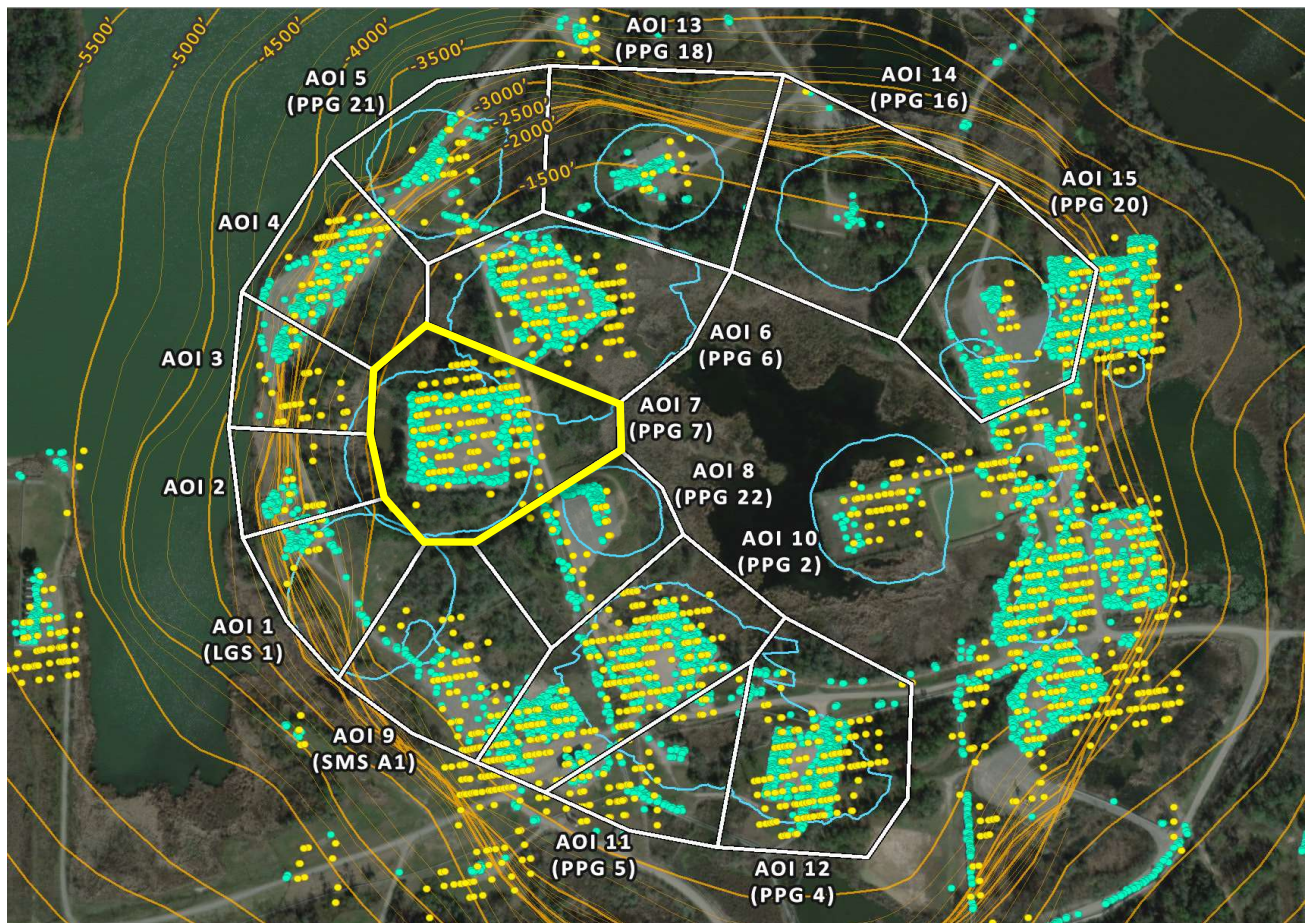 -5500'
-5000'
-4500'
-4000'
-3500'
-3000'
-2500'
-2000'
-1500'
AOI 13
(PPG 18)
AOI 5
(PPG 21)
AOI 14
(PPG 16)
AOI 15
(PPG 20)
AOI 4
AOI 3
AOI 6
(PPG 6)
AOI 7
(PPG 7)
AOI 2
AOI 8
(PPG 22)
AOI 10
(PPG 2)
AOI 1
(LGS 1)
AOI 9
(SMS A1)
AOI 11
(PPG 5)
AOI 12
(PPG 4)